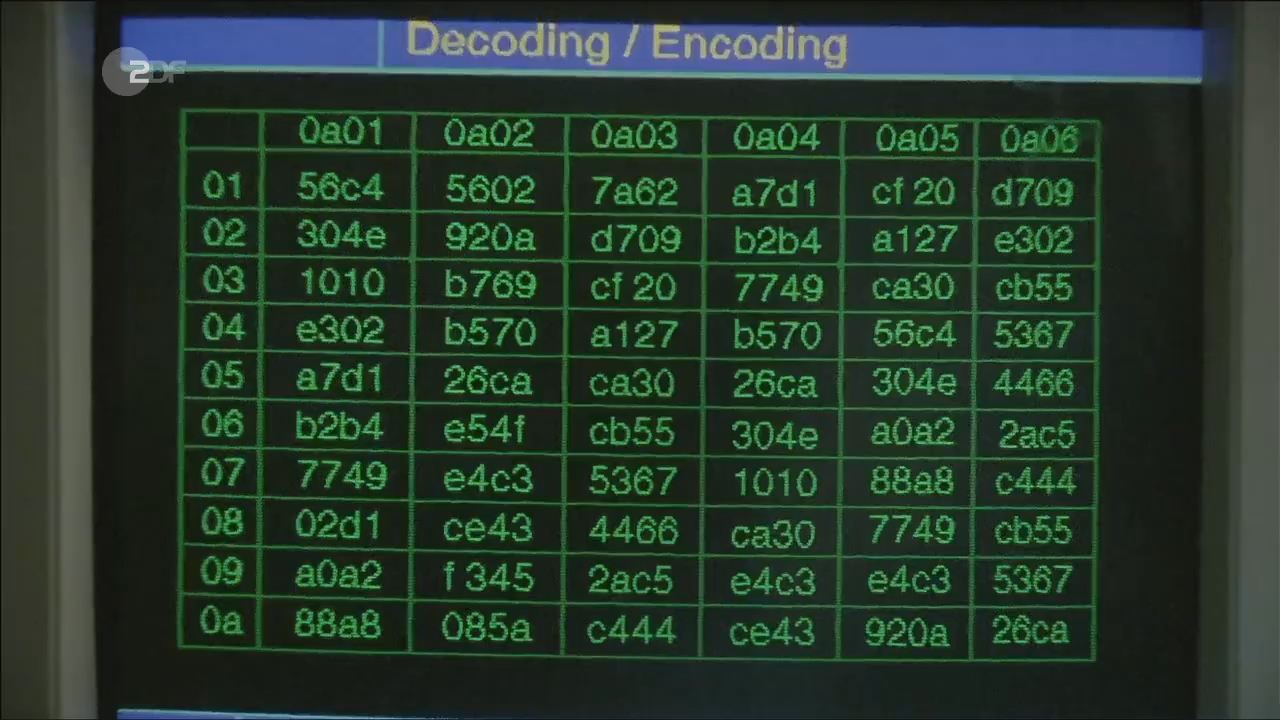 Decoding / Encoding
ZDF
0a01 0a02 0a03 0a04 0a05 0a06
01 56c4 5602 7a62 a7d1 cf 20 d709
02 304e 920a d709 b2b4 a127 e302
03 1010 b769 cf 20 7749 ca30 cb55
04 e302 b570 a127 b570 56c4 5367
05 a7d1 26ca ca30 26ca 304e 4466
06 b2b4 e54f cb55 304e a0a2 2ac5
07 7749 e4c3 5367 1010 88a8 c444
08 02d1 ce43 4466 ca30 7749 cb55
09 a0a2 f 345 2ac5 e4c3 e4c3 5367
0a 88a8 085a c444 ce43 920a 26ca